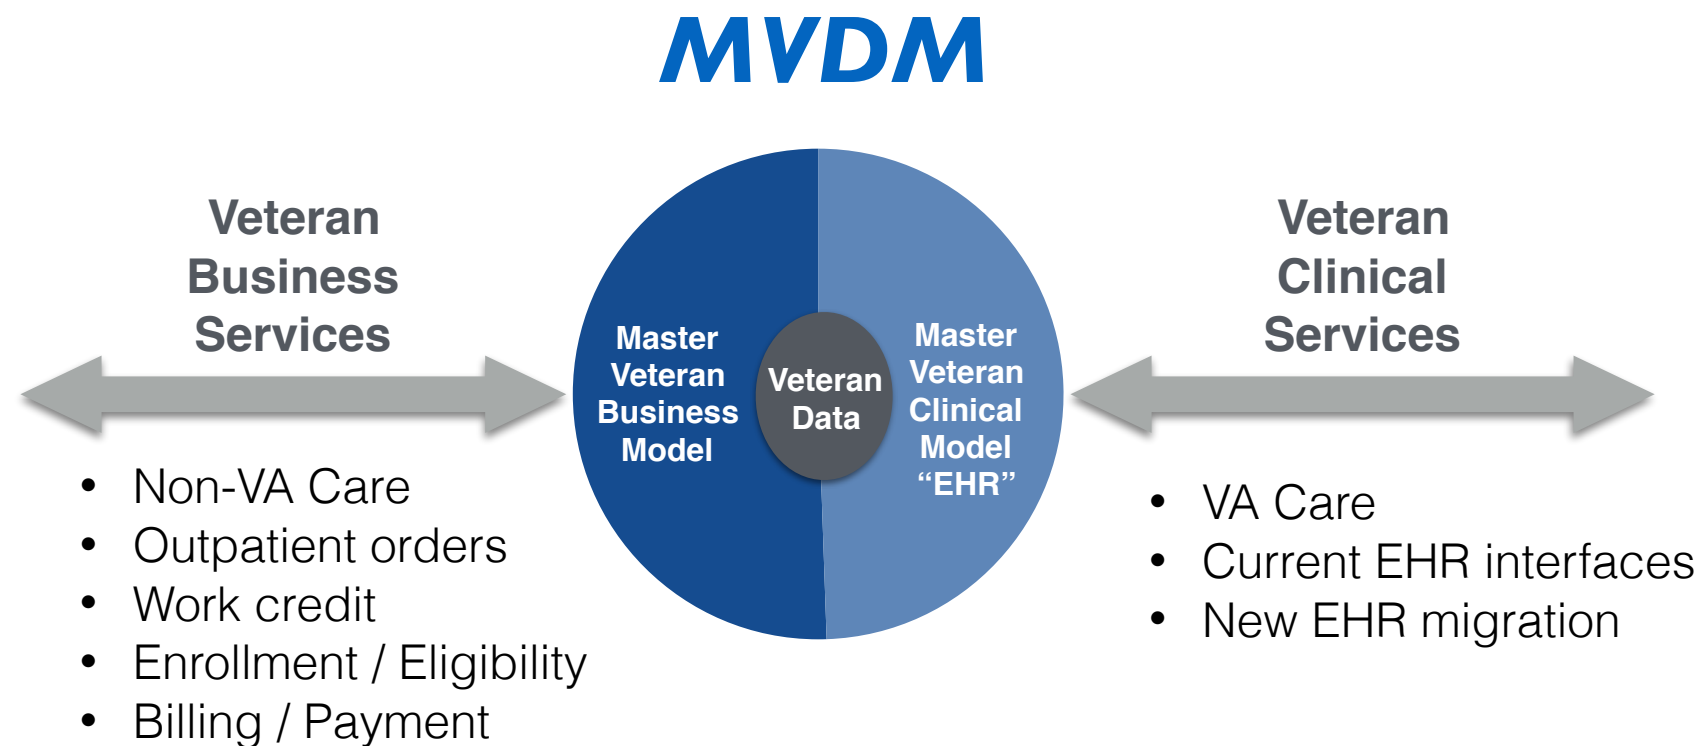 MVDM
Veteran
Business
Services
• Non-VA Care
• Outpatient orders
• Work credit
• Enrollment / Eligibility
• Billing / Payment
Master
Veteran
Business
Model
Veteran
Data
Master
Veteran
Clinical
Model
“EHR”
Veteran
Clinical
Services
• VA Care
• Current EHR interfaces
• New EHR migration